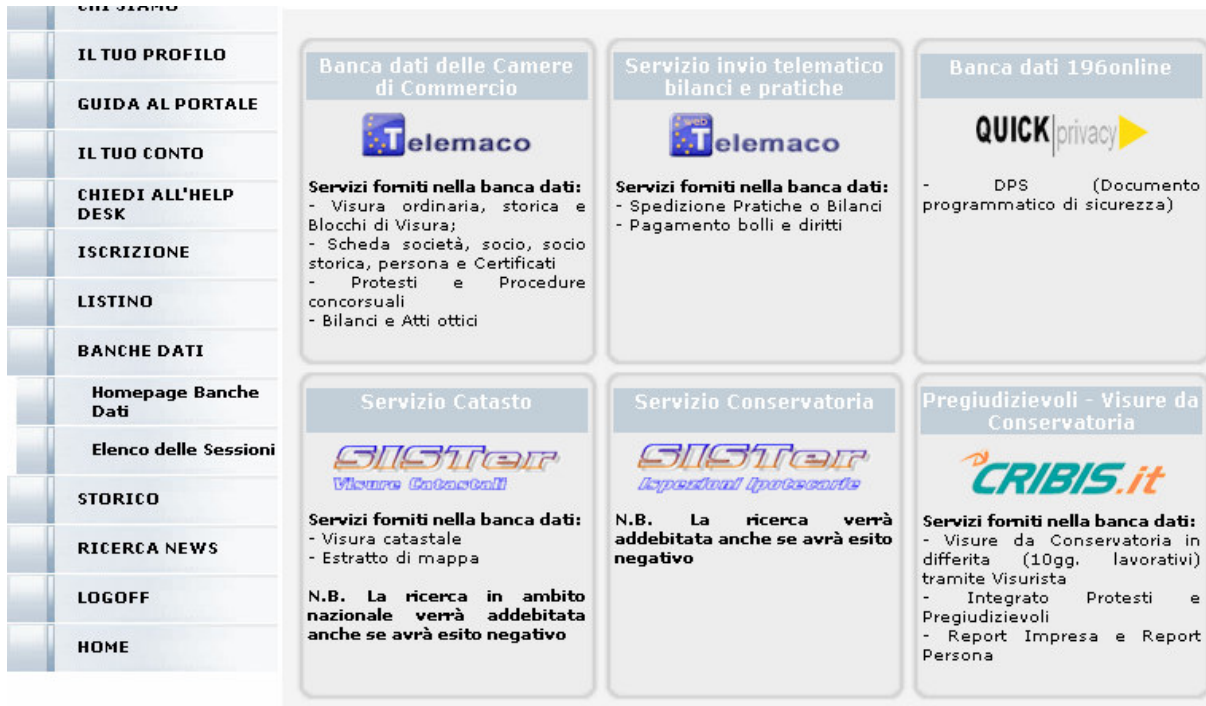 CHI SIAMO
IL TUO PROFILO
GUIDA AL PORTALE
IL TUO CONTO
CHIEDI ALL'HELP
DESK
ISCRIZIONE
LISTINO
BANCHE DATI
Homepage Banche
Dati
Elenco delle Sessioni
STORICO
RICERCA NEWS
LOGOFF
HOME
Banca dati delle Camere
di Commercio
Telemaco
Servizi forniti nella banca dati:
- Visura ordinaria, storica e
Blocchi di Visura;
- Scheda società, socio, socio
storica, persona e Certificati
- Protesti e Procedure
concorsuali
- Bilanci e Atti ottici
Servizio invio telematico
bilanci e pratiche
web
Telemaco
Servizi forniti nella banca dati:
- Spedizione Pratiche o Bilanci
- Pagamento bolli e diritti
Banca dati 196online
QUICK privacy
- DPS (Documento
programmatico di sicurezza)
Servizio Catasto
SISTer
Visure Catastali
Servizi forniti nella banca dati:
- Visura catastale
- Estratto di mappa
N.B. La ricerca in ambito
nazionale verrà addebitata
anche se avrà esito negativo
Servizio Conservatoria
SISTer
Ispezioni Ipotecarie
N.B. La ricerca verrà
addebitata anche se avrà esito
negativo
Pregiudizievoli - Visure da
Conservatoria
CRIBIS.it
Servizi forniti nella banca dati:
- Visure da Conservatoria in
differita (10gg. lavorativi)
tramite Visurista
- Integrato Protesti e
Pregiudizievoli
- Report Impresa e Report
Persona